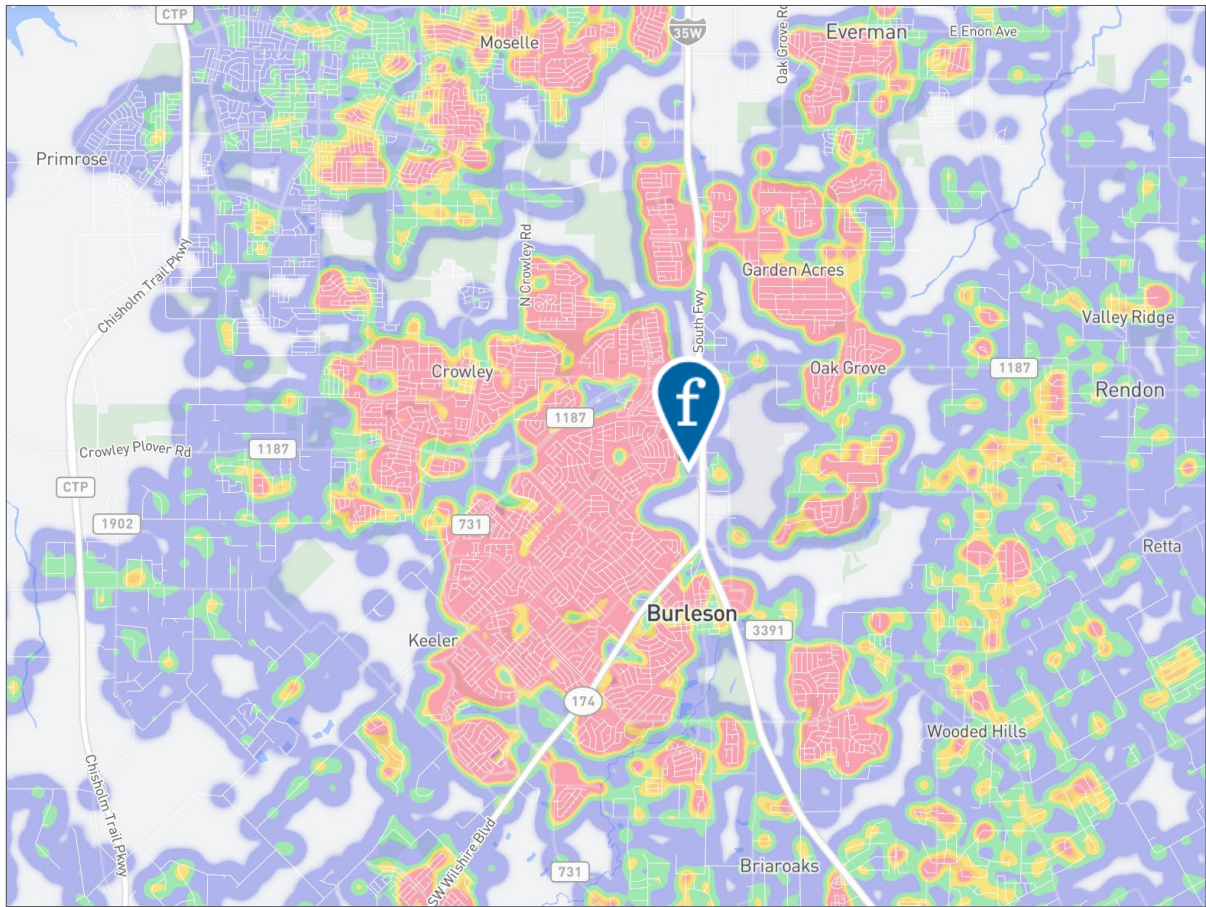 CTP
Moselle
35W
Oak Grove Rd
Everman
E Enon Ave
Primrose
N Crowley Rd
Chisholm Trail Pkwy
Garden Acres
South Fwy
Valley Ridge
Crowley
Oak Grove
1187
Rendon
f
1187
Crowley Plover Rd
1187
CTP
1902
731
Retta
Burleson
3391
Keeler
174
Wooded Hills
Chisholm Trail Pkwy
SW Wilshire Blvd
731
Briaroaks